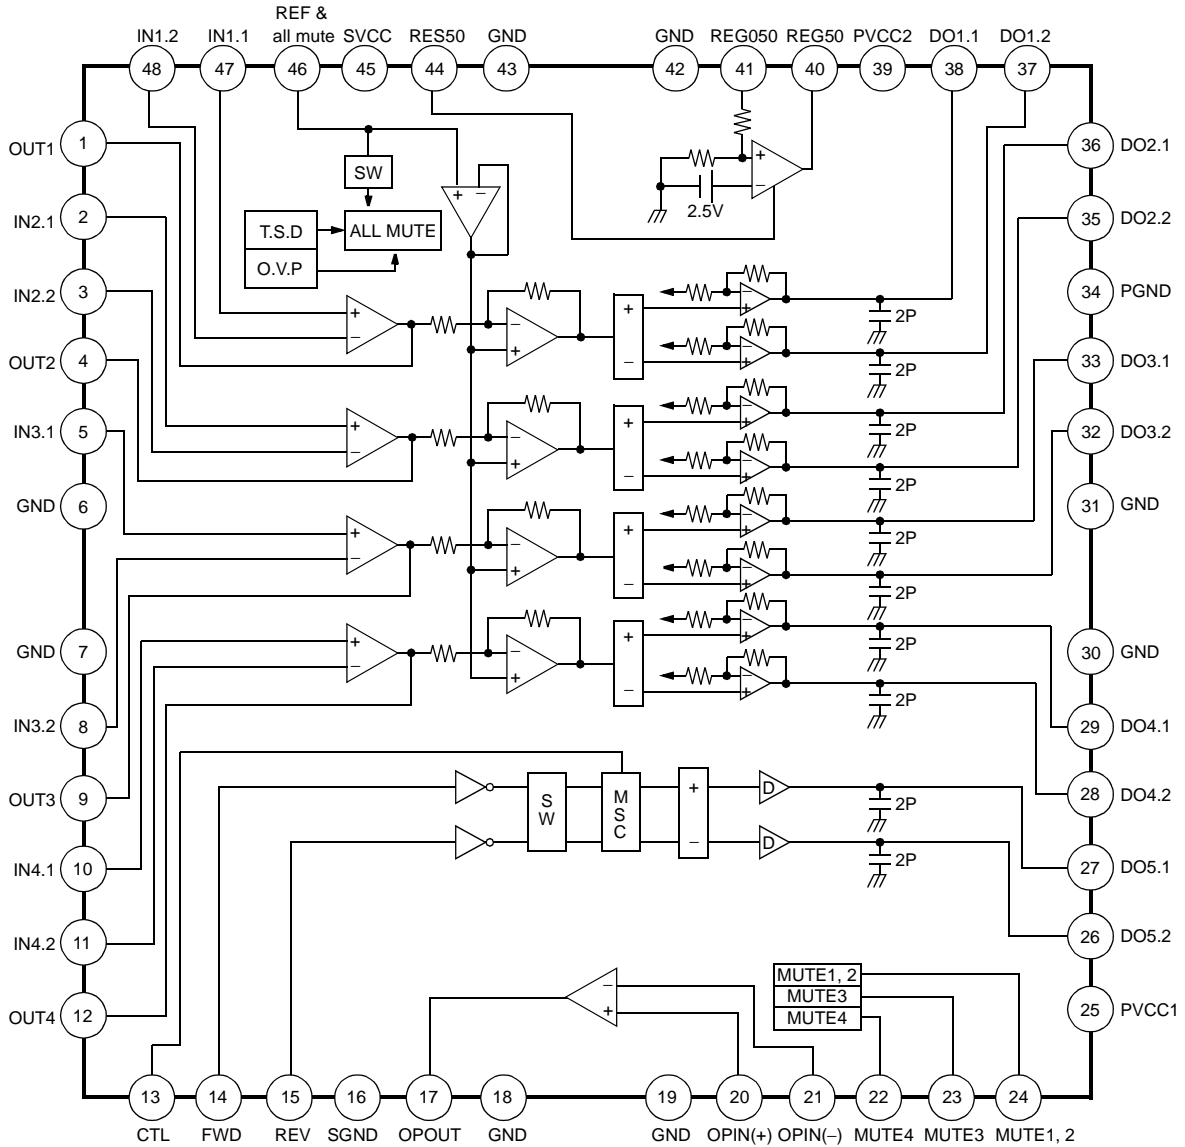 REF &
IN1.2 IN1.1 all mute SVCC RES50 GND GND REG050 REG50 PVCC2 DO1.1 DO1.2
48 47 46 45 44 43 42 41 40 39 38 37
OUT1 1 36 DO2.1
SW + − + −
2.5V
IN2.1 2 35 DO2.2
T.S.D ALL MUTE
O.V.P
IN2.2 3 34 PGND
+ − − + + − − + 2P
− + 2P
OUT2 4 33 DO3.1
IN3.1 5 32 DO3.2
+ − − + + − − + 2P
− + 2P
GND 6 31 GND
+ − − + + − − + 2P
− + 2P
GND 7 30 GND
+ − − + + − − + 2P
− + 2P
IN3.2 8 29 DO4.1
OUT3 9 28 DO4.2
SW MSC + − D 2P
D 2P
IN4.1 10 27 DO5.1
IN4.2 11 26 DO5.2
OUT4 12 25 PVCC1
− +
MUTE1, 2
MUTE3
MUTE4
13 14 15 16 17 18 19 20 21 22 23 24
CTL FWD REV SGND OPOUT GND GND OPIN(+) OPIN(−) MUTE4 MUTE3 MUTE1, 2